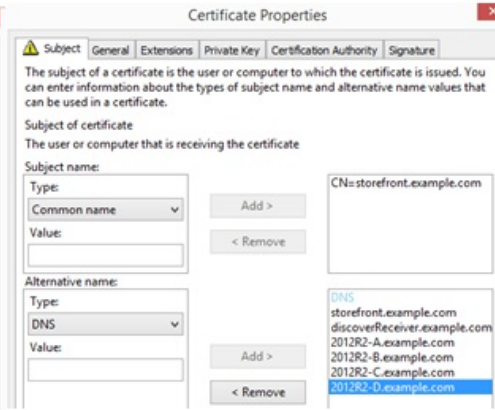 Certificate Properties
Subject General Extensions Private Key Certification Authority Signature
The subject of a certificate is the user or computer to which the certificate is issued. You
can enter information about the types of subject name and alternative name values that
can be used in a certificate.
Subject of certificate
The user or computer that is receiving the certificate
Subject name:
Type:
Common name
Value:
Add >
< Remove
CN=storefront.example.com
Alternative name:
Type:
DNS
Value:
Add >
< Remove
DNS
storefront.example.com
discoverReceiver.example.com
2012R2-A.example.com
2012R2-B.example.com
2012R2-C.example.com
2012R2-D.example.com